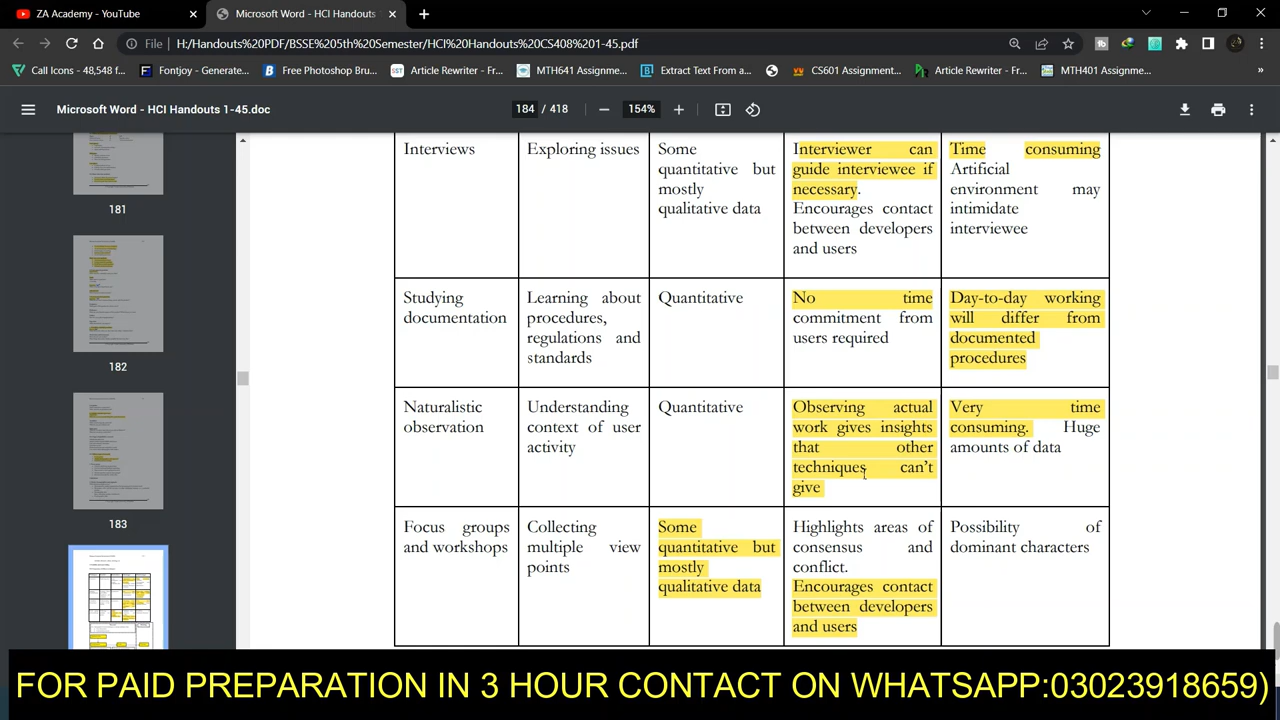 ZA Academy - YouTube
Microsoft Word - HCI Handouts
File
H:/Handouts%20PDF/BSSE%205th%20Semester/HCI%20Handouts%20CS408%201-45.pdf
Call Icons - 48,548 f...
Fontjoy - Generate...
Free Photoshop Bru...
Article Rewriter - Fr...
MTH641 Assignme...
Extract Text From a...
CS601 Assignment...
Article Rewriter - Fr...
MTH401 Assignme...
Microsoft Word - HCI Handouts 1-45.doc
184 / 418
154%
181
182
183
Interviews
Exploring issues
Some
quantitative but
mostly
qualitative data
Interviewer can
guide interviewee if
necessary.
Encourages contact
between developers
and users
Time consuming
Artificial
environment may
intimidate
interviewee
Studying
documentation
Learning about
procedures,
regulations and
standards
Quantitative
No time
commitment from
users required
Day-to-day working
will differ from
documented
procedures
Naturalistic
observation
Understanding
context of user
activity
Quantitative
Observing actual
work gives insights
that other
techniques can't
give
Very time
consuming. Huge
amounts of data
Focus groups
and workshops
Collecting
multiple view
points
Some
quantitative but
mostly
qualitative data
Highlights areas of
consensus and
conflict.
Encourages contact
between developers
and users
Possibility of
dominant characters
FOR PAID PREPARATION IN 3 HOUR CONTACT ON WHATSAPP:03023918659)